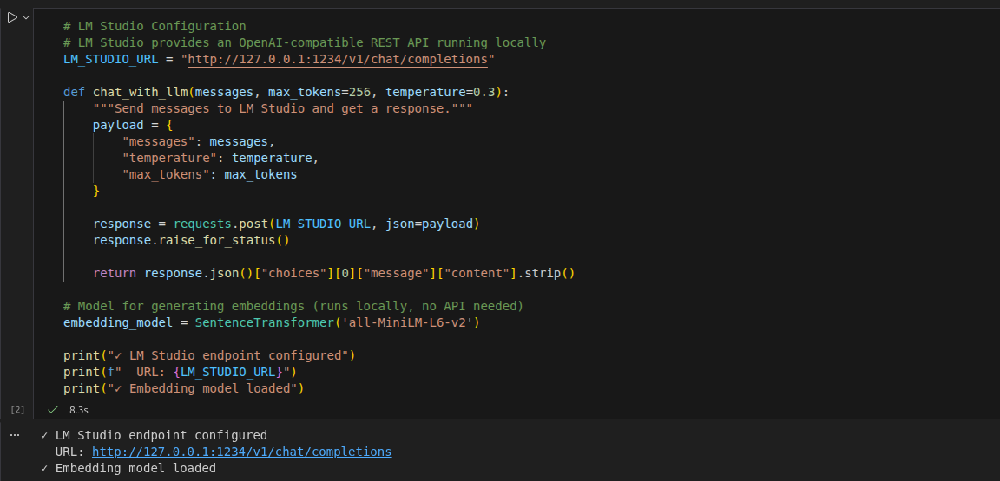 # LM Studio Configuration
# LM Studio provides an OpenAI-compatible REST API running locally
LM_STUDIO_URL = "http://127.0.0.1:1234/v1/chat/completions"
def chat_with_llm(messages, max_tokens=256, temperature=0.3):
    """Send messages to LM Studio and get a response."""
    payload = {
        "messages": messages,
        "temperature": temperature,
        "max_tokens": max_tokens
    }
    response = requests.post(LM_STUDIO_URL, json=payload)
    response.raise_for_status()
    return response.json()["choices"][0]["message"]["content"].strip()
# Model for generating embeddings (runs locally, no API needed)
embedding_model = SentenceTransformer('all-MiniLM-L6-v2')
print("✓ LM Studio endpoint configured")
print(f"  URL: {LM_STUDIO_URL}")
print("✓ Embedding model loaded")
[2] ✓ 8.3s
... ✓ LM Studio endpoint configured
  URL: http://127.0.0.1:1234/v1/chat/completions
✓ Embedding model loaded